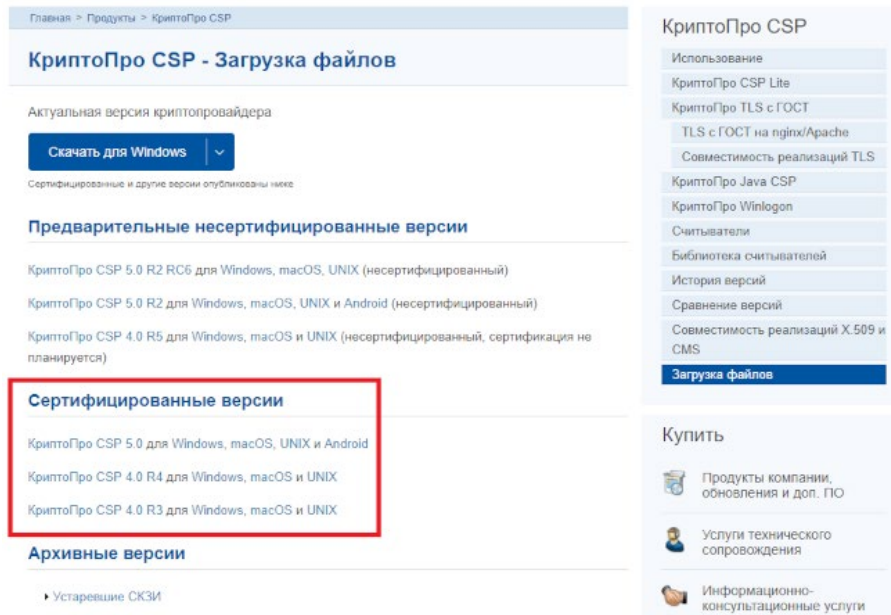 Главная > Продукты > КриптоПро CSP
КриптоПро CSP - Загрузка файлов
Актуальная версия криптопровайдера
Скачать для Windows
Сертифицированные и другие версии опубликованы ниже
Предварительные несертифицированные версии
КриптоПро CSP 5.0 R2 RC6 для Windows, macOS, UNIX (несертифицированный)
КриптоПро CSP 5.0 R2 для Windows, macOS, UNIX и Android (несертифицированный)
КриптоПро CSP 4.0 R5 для Windows, macOS и UNIX (несертифицированный, сертификация не
планируется)
Сертифицированные версии
КриптоПро CSP 5.0 для Windows, macOS, UNIX и Android
КриптоПро CSP 4.0 R4 для Windows, macOS и UNIX
КриптоПро CSP 4.0 R3 для Windows, macOS и UNIX
Архивные версии
Устаревшие СКЗИ
КриптоПро CSP
Использование
КриптоПро CSP Lite
КриптоПро TLS с ГОСТ
TLS с ГОСТ на nginx/Apache
Совместимость реализаций TLS
КриптоПро Java CSP
КриптоПро Winlogon
Считыватели
Библиотека считывателей
История версий
Сравнение версий
Совместимость реализаций X.509 и
CMS
Загрузка файлов
Купить
Продукты компании,
обновления и доп. ПО
Услуги технического
сопровождения
Информационно-
консультационные услуги